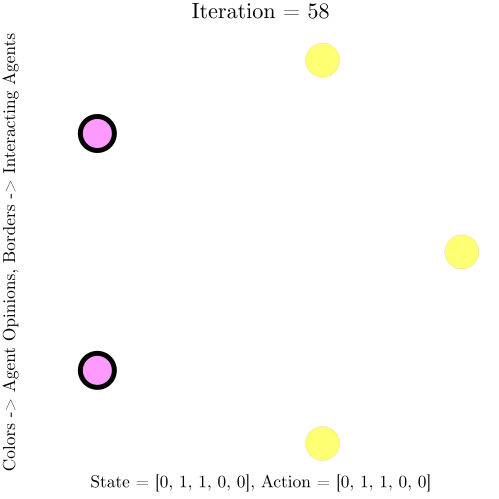 Iteration = 58
Colors -> Agent Opinions, Borders -> Interacting Agents
State = [0, 1, 1, 0, 0], Action = [0, 1, 1, 0, 0]